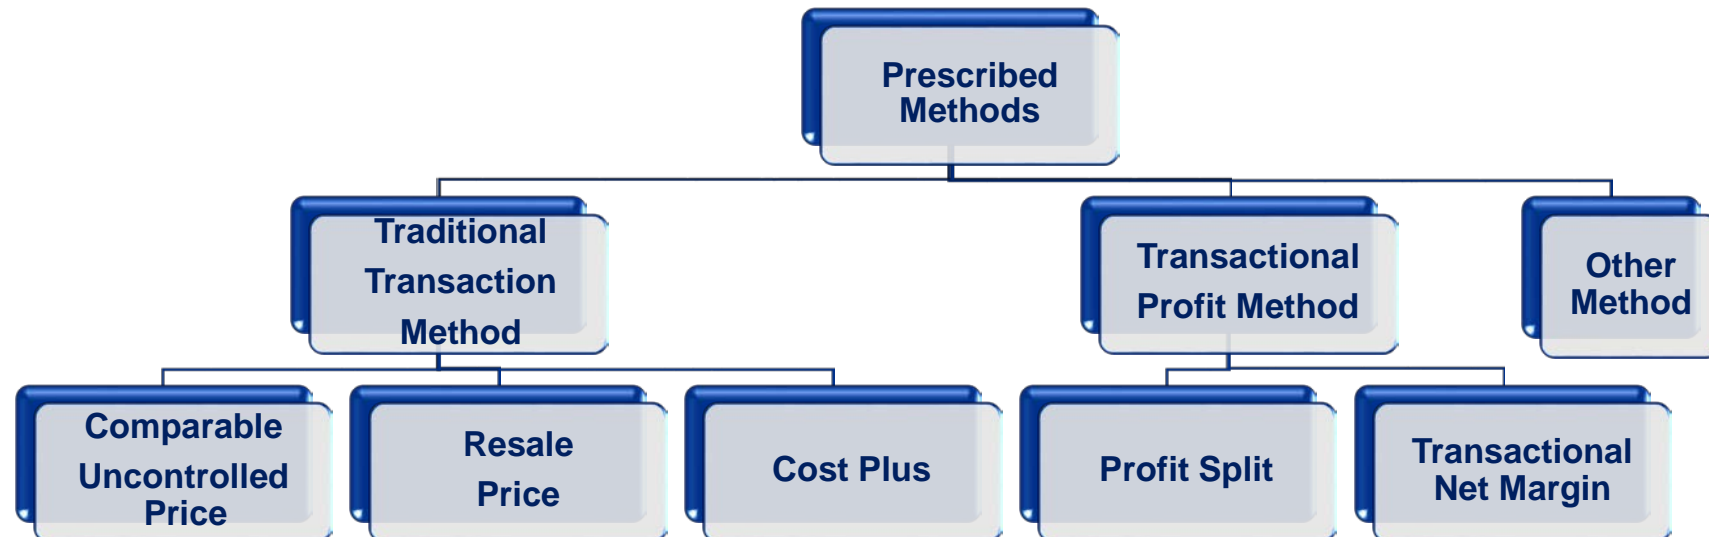 Prescribed
Methods
Traditional
Transaction
Method
Transactional
Profit Method
Other
Method
Comparable
Uncontrolled
Price
Resale
Price
Cost Plus
Profit Split
Transactional
Net Margin